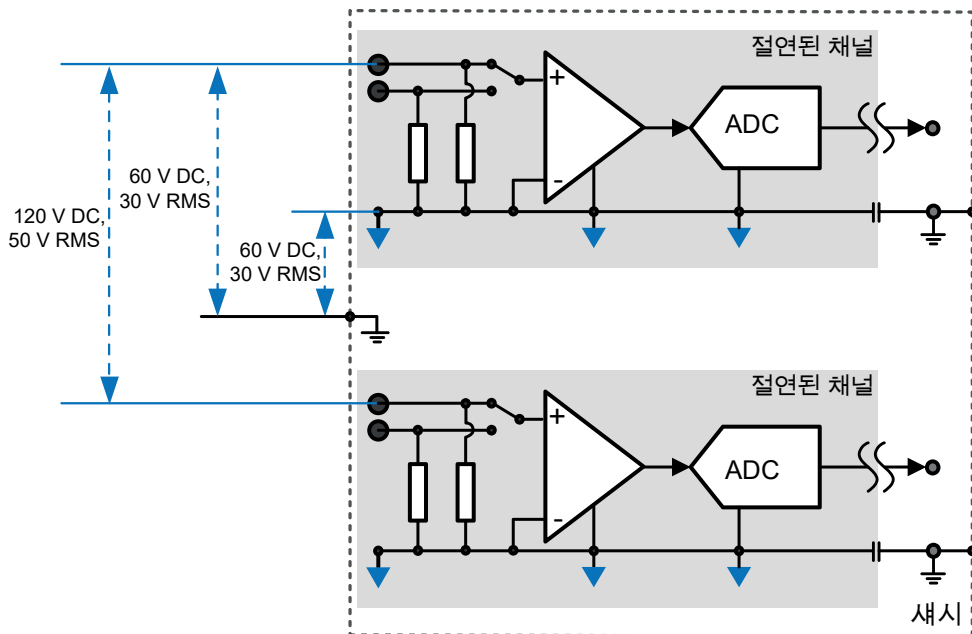 절연된 채널
+
-
ADC
60 V DC,
30 V RMS
120 V DC,
50 V RMS
60 V DC,
30 V RMS
절연된 채널
+
-
ADC
섀시